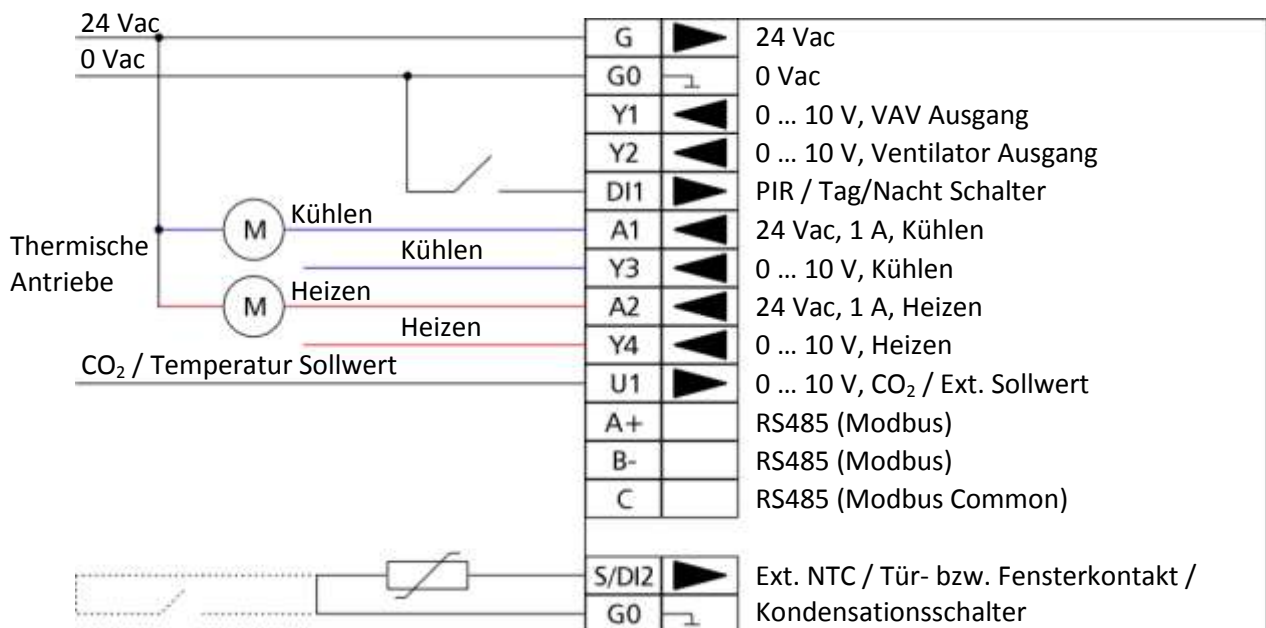 24 Vac
G
24 Vac
0 Vac
G0
0 Vac
Y1
0 ... 10 V, VAV Ausgang
Y2
0 ... 10 V, Ventilator Ausgang
DI1
PIR / Tag/Nacht Schalter
M
Kühlen
A1
24 Vac, 1 A, Kühlen
Thermische
Antriebe
Kühlen
Y3
0 ... 10 V, Kühlen
M
Heizen
A2
24 Vac, 1 A, Heizen
Heizen
Y4
0 ... 10 V, Heizen
CO₂ / Temperatur Sollwert
U1
0 ... 10 V, CO₂ / Ext. Sollwert
A+
RS485 (Modbus)
B-
RS485 (Modbus)
C
RS485 (Modbus Common)
S/DI2
Ext. NTC / Tür- bzw. Fensterkontakt /
G0
Kondensationsschalter